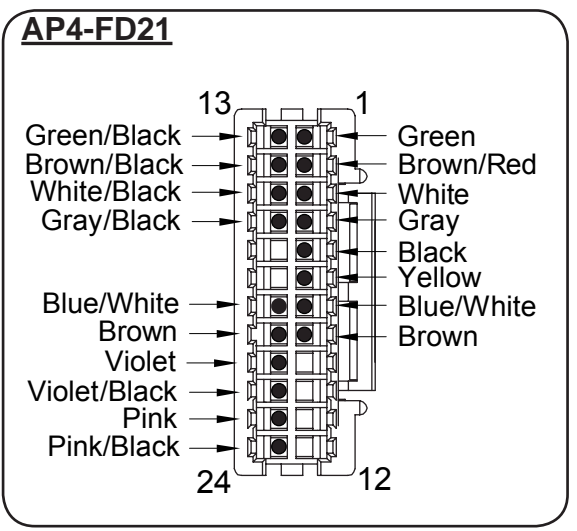 AP4-FD21
13 1
Green/Black Green
Brown/Black Brown/Red
White/Black White
Gray/Black Gray
Black
Yellow
Blue/White Blue/White
Brown Brown
Violet
Violet/Black
Pink
Pink/Black
24 12